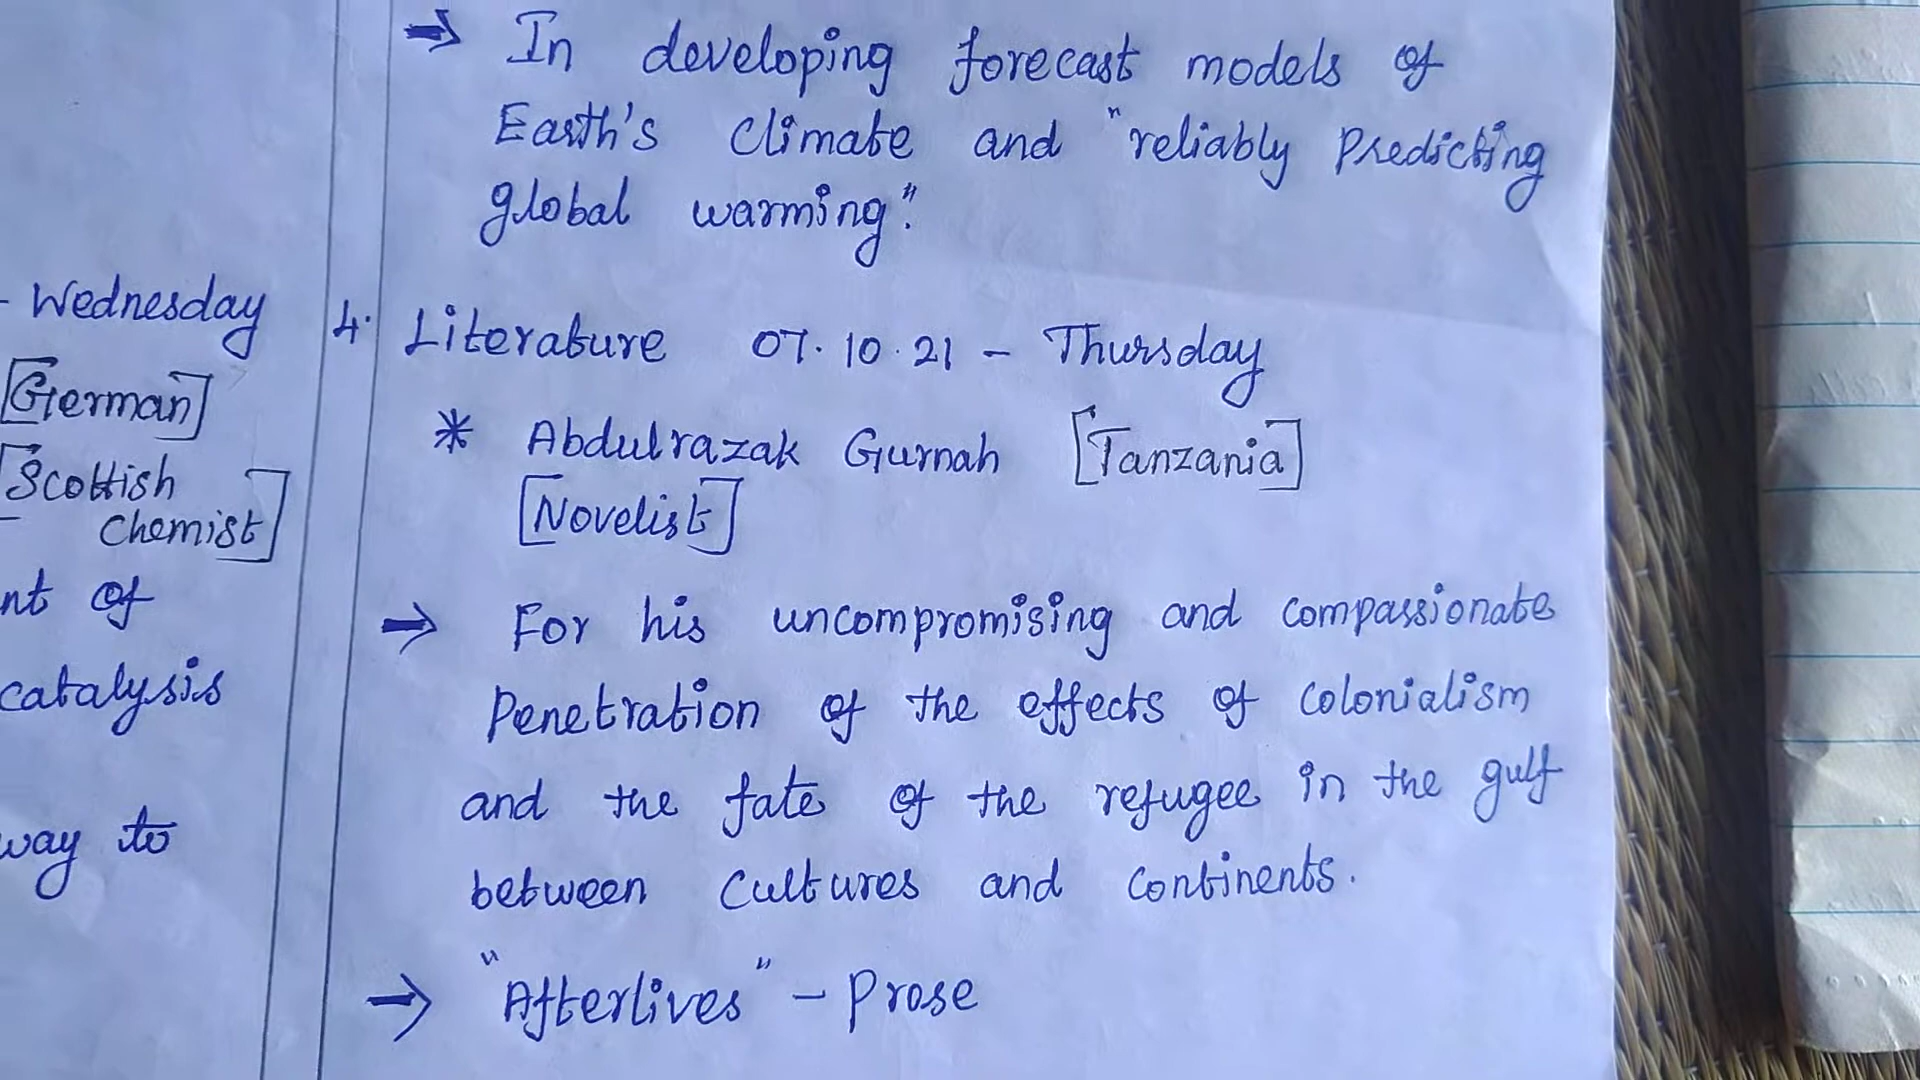 - Wednesday
[German]
[Scottish
Chemist]
nt of
catalysis
way to
→ In developing forecast models of
Earth's Climate and "reliably Predicting
global warming".
4. Literature 07.10.21 - Thursday
* Abdulrazak Gurnah [Tanzania]
[Novelist]
→ For his uncompromising and compassionate
Penetration of the effects of colonialism
and the fate of the refugee in the gulf
between Cultures and continents.
→ "Afterlives" - Prose